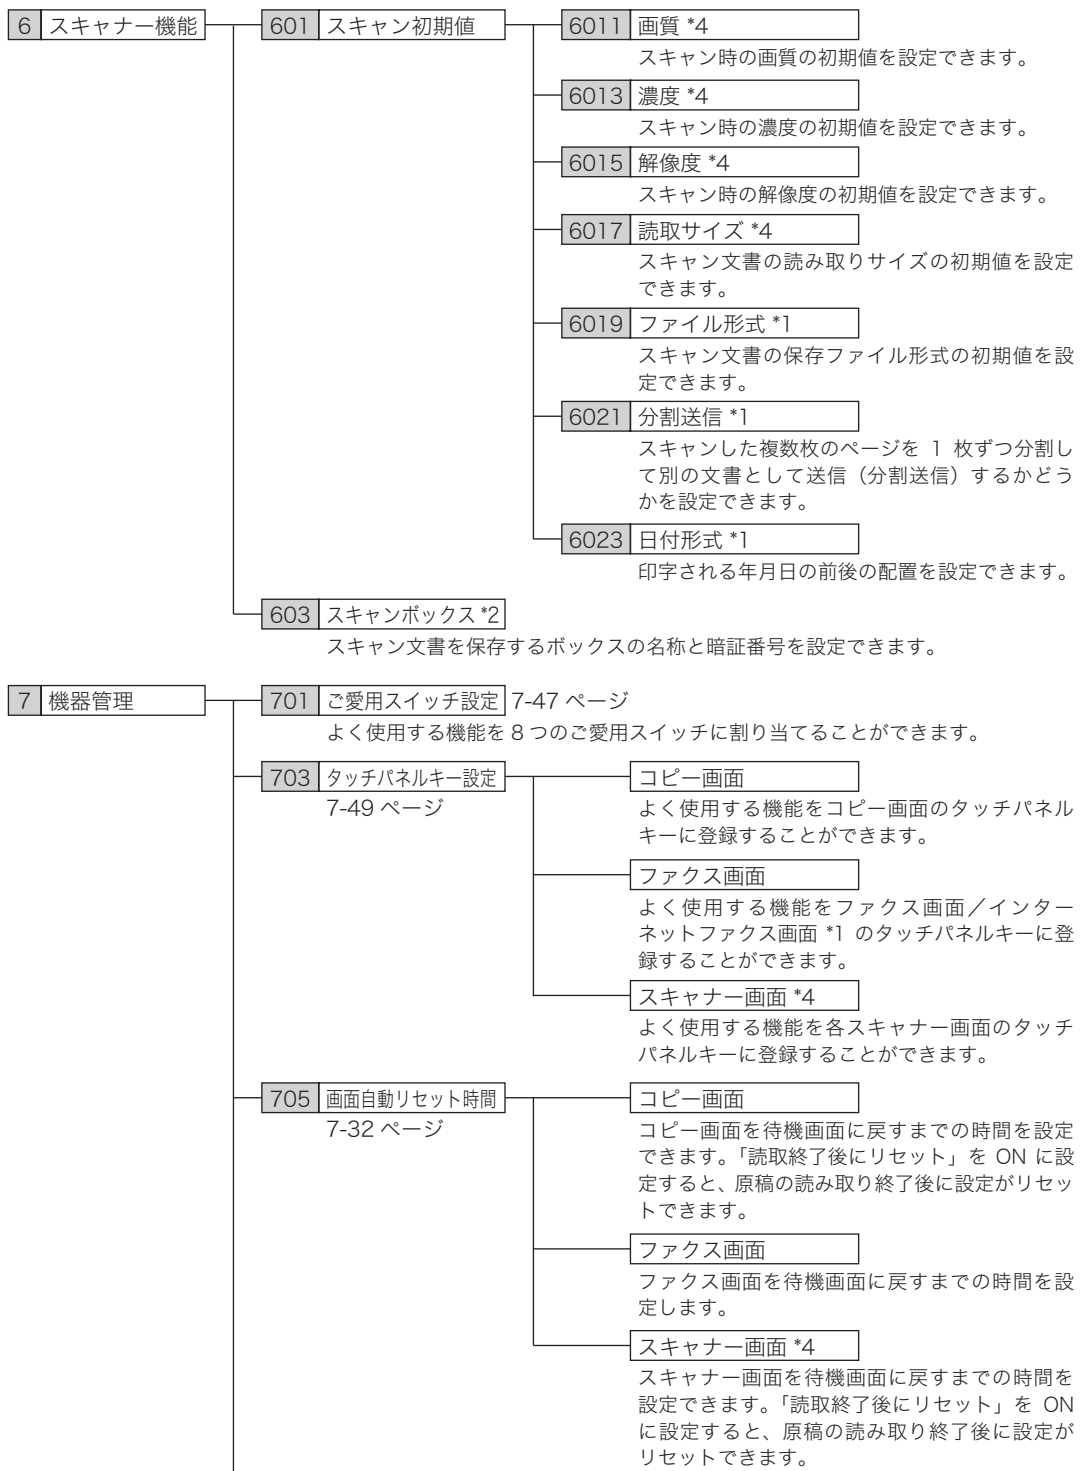 6 スキャナー機能
601 スキャン初期値
6011 画質 *4
スキャン時の画質の初期値を設定できます。
6013 濃度 *4
スキャン時の濃度の初期値を設定できます。
6015 解像度 *4
スキャン時の解像度の初期値を設定できます。
6017 読取サイズ *4
スキャン文書の読み取りサイズの初期値を設定
できます。
6019 ファイル形式 *1
スキャン文書の保存ファイル形式の初期値を設
定できます。
6021 分割送信 *1
スキャンした複数枚のページを 1 枚ずつ分割し
て別の文書として送信（分割送信）するかどう
かを設定できます。
6023 日付形式 *1
印字される年月日の前後の配置を設定できます。
603 スキャンボックス *2
スキャン文書を保存するボックスの名称と暗証番号を設定できます。
7 機器管理
701 ご愛用スイッチ設定 7-47 ページ
よく使用する機能を 8 つのご愛用スイッチに割り当てることができます。
703 タッチパネルキー設定
7-49 ページ
コピー画面
よく使用する機能をコピー画面のタッチパネル
キーに登録することができます。
ファクス画面
よく使用する機能をファクス画面／インター
ネットファクス画面 *1 のタッチパネルキーに登
録することができます。
スキャナー画面 *4
よく使用する機能を各スキャナー画面のタッチ
パネルキーに登録することができます。
705 画面自動リセット時間
7-32 ページ
コピー画面
コピー画面を待機画面に戻すまでの時間を設定
できます。「読取終了後にリセット」を ON に設
定すると、原稿の読み取り終了後に設定がリセッ
トできます。
ファクス画面
ファクス画面を待機画面に戻すまでの時間を設
定します。
スキャナー画面 *4
スキャナー画面を待機画面に戻すまでの時間を
設定できます。「読取終了後にリセット」を ON
に設定すると、原稿の読み取り終了後に設定が
リセットできます。